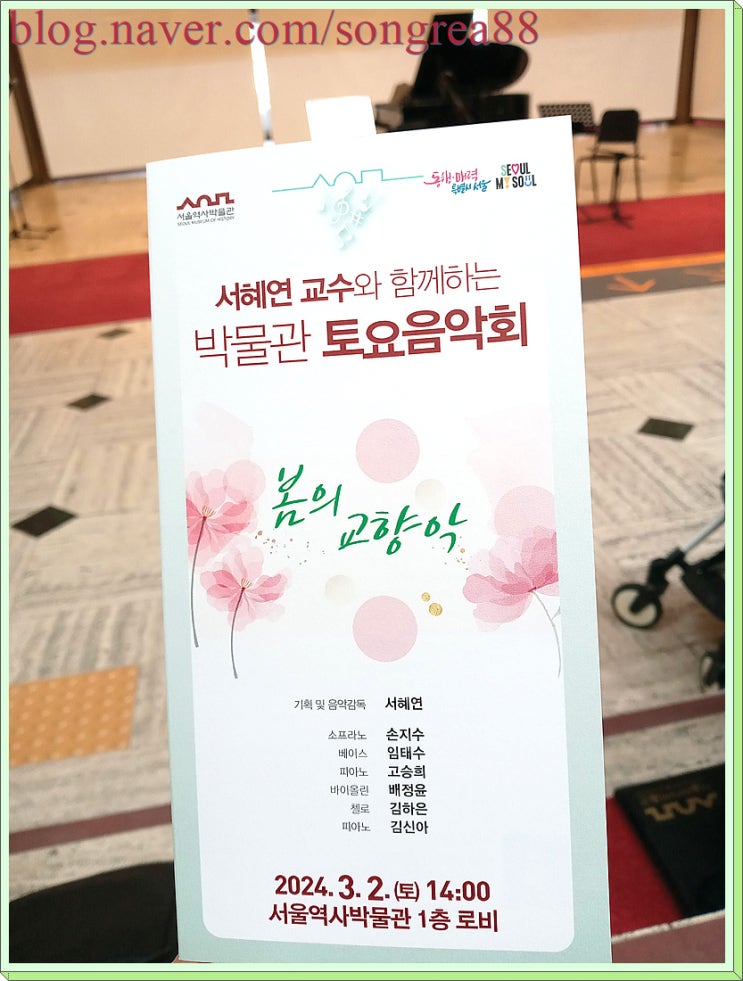 blog.naver.com/songrea88
서울역사박물관
SEOUL MUSEUM OF HISTORY
동행·매력
특별시 서울
SEOUL
MY SOUL
서혜연 교수와 함께하는
박물관 토요음악회
봄의
교향악
기획 및 음악감독 서혜연
소프라노 손지수
베이스 임태수
피아노 고승희
바이올린 배정윤
첼로 김하은
피아노 김신아
2024. 3. 2. (토) 14:00
서울역사박물관 1층 로비